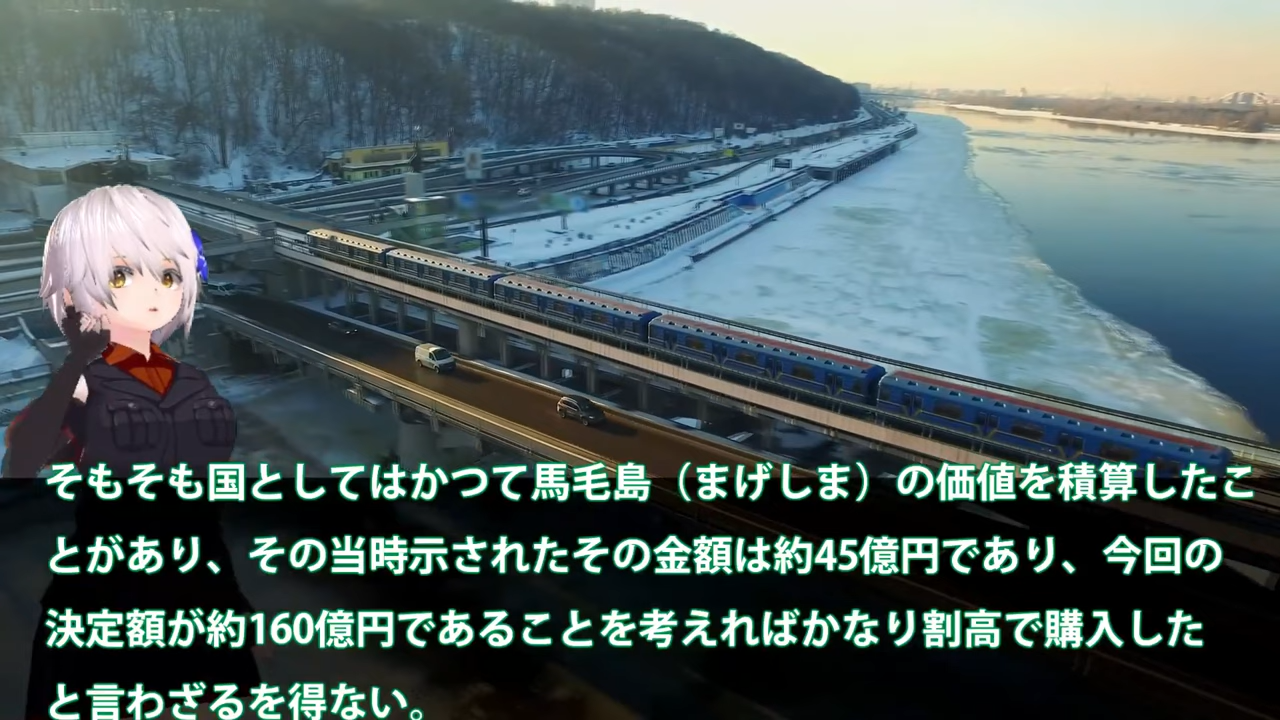 そもそも国としてはかつて馬毛島（まげしま）の価値を積算したこ
とがあり、その当時示されたその金額は約45億円であり、今回の
決定額が約160億円であることを考えればかなり割高で購入した
と言わざるを得ない。